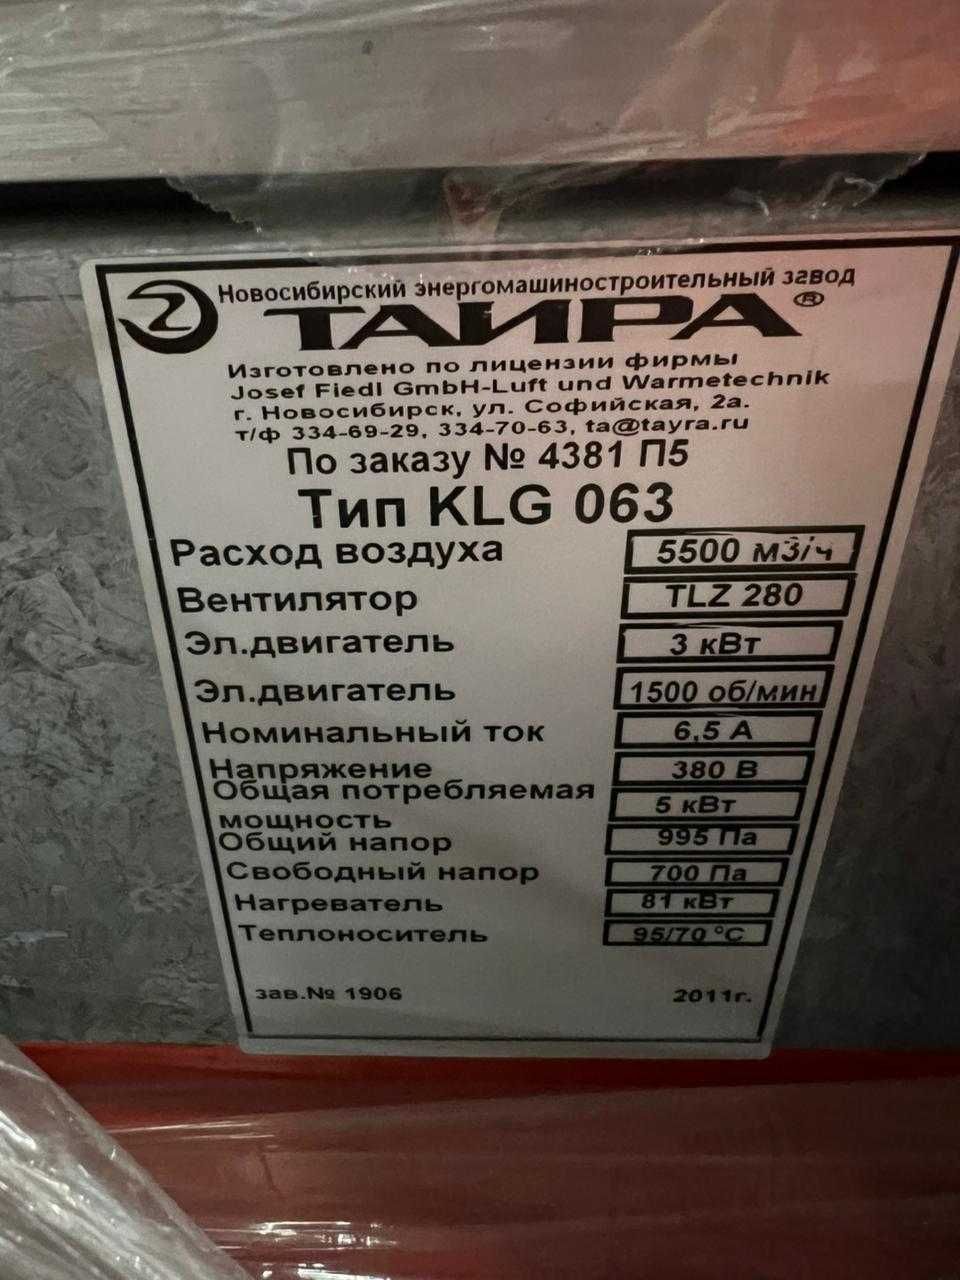 Новосибирский энергомашиностроительный завод
ТАЙРА®
Изготовлено по лицензии фирмы
Josef Fiedl GmbH-Luft und Warmetechnik
г. Новосибирск, ул. Софийская, 2а.
т/ф 334-69-29, 334-70-63, ta@tayra.ru
По заказу № 4381 П5
Тип KLG 063
Расход воздуха 5500 м3/ч
Вентилятор TLZ 280
Эл.двигатель 3 кВт
Эл.двигатель 1500 об/мин
Номинальный ток 6,5 А
Напряжение 380 В
Общая потребляемая
мощность 5 кВт
Общий напор 995 Па
Свободный напор 700 Па
Нагреватель 81 кВт
Теплоноситель 95/70 °C
зав.№ 1906 2011г.